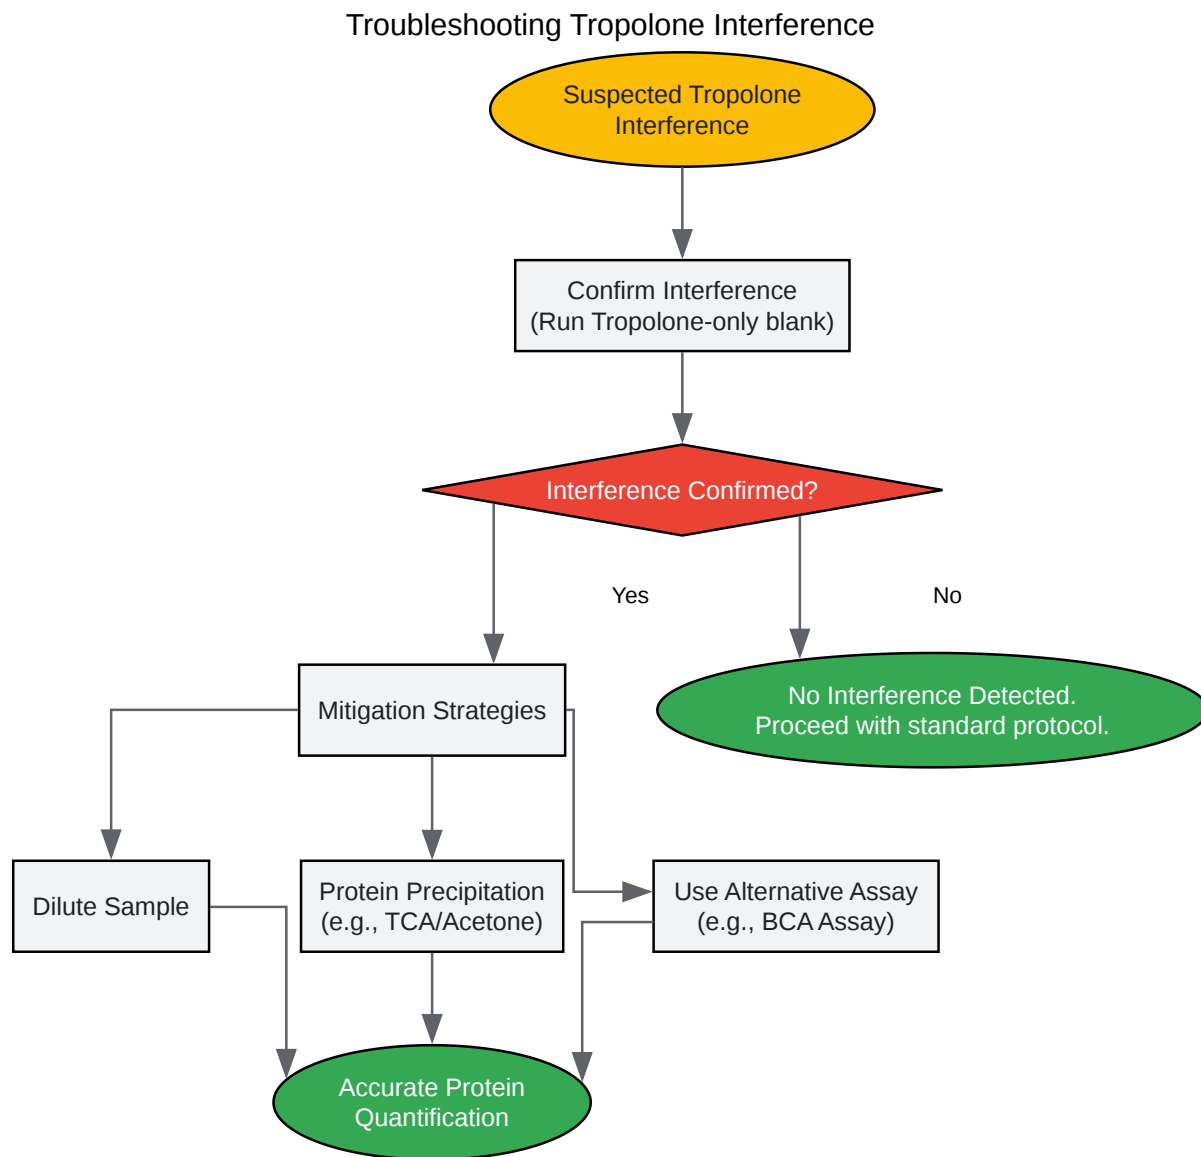 Troubleshooting Tropolone Interference
Suspected Tropolone
Interference
Confirm Interference
(Run Tropolone-only blank)
Interference Confirmed?
Yes
No
Mitigation Strategies
No Interference Detected.
Proceed with standard protocol.
Dilute Sample
Protein Precipitation
(e.g., TCA/Acetone)
Use Alternative Assay
(e.g., BCA Assay)
Accurate Protein
Quantification